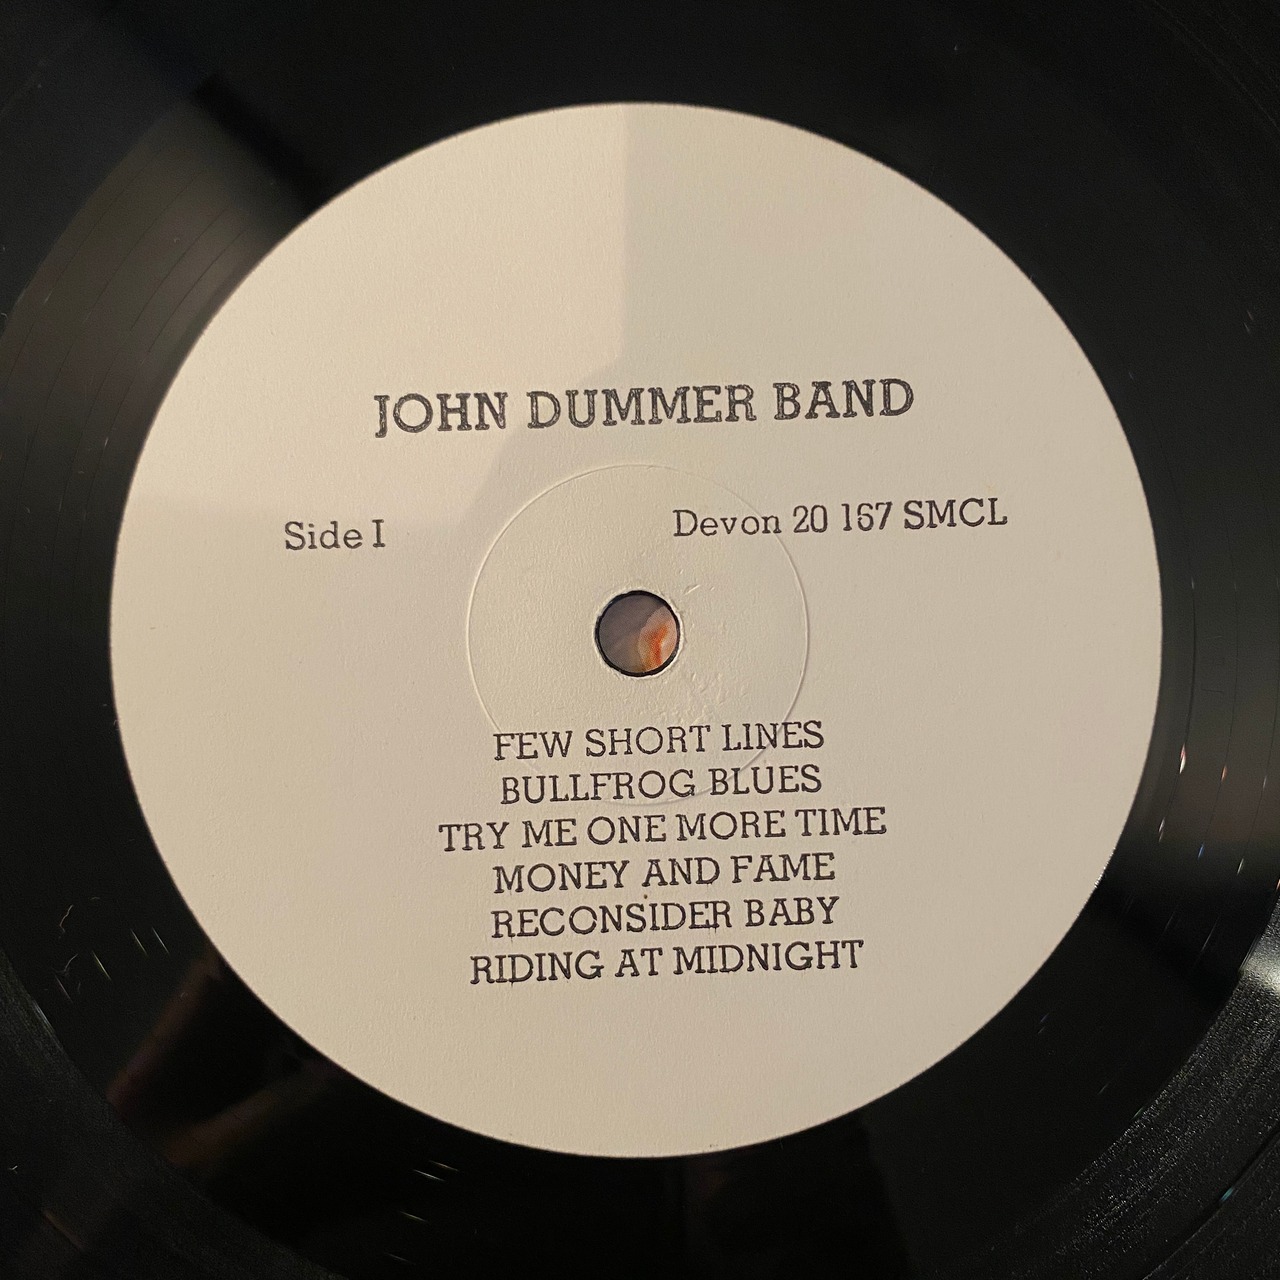 JOHN DUMMER BAND
Side I
Devon 20 167 SMCL
FEW SHORT LINES
BULLFROG BLUES
TRY ME ONE MORE TIME
MONEY AND FAME
RECONSIDER BABY
RIDING AT MIDNIGHT